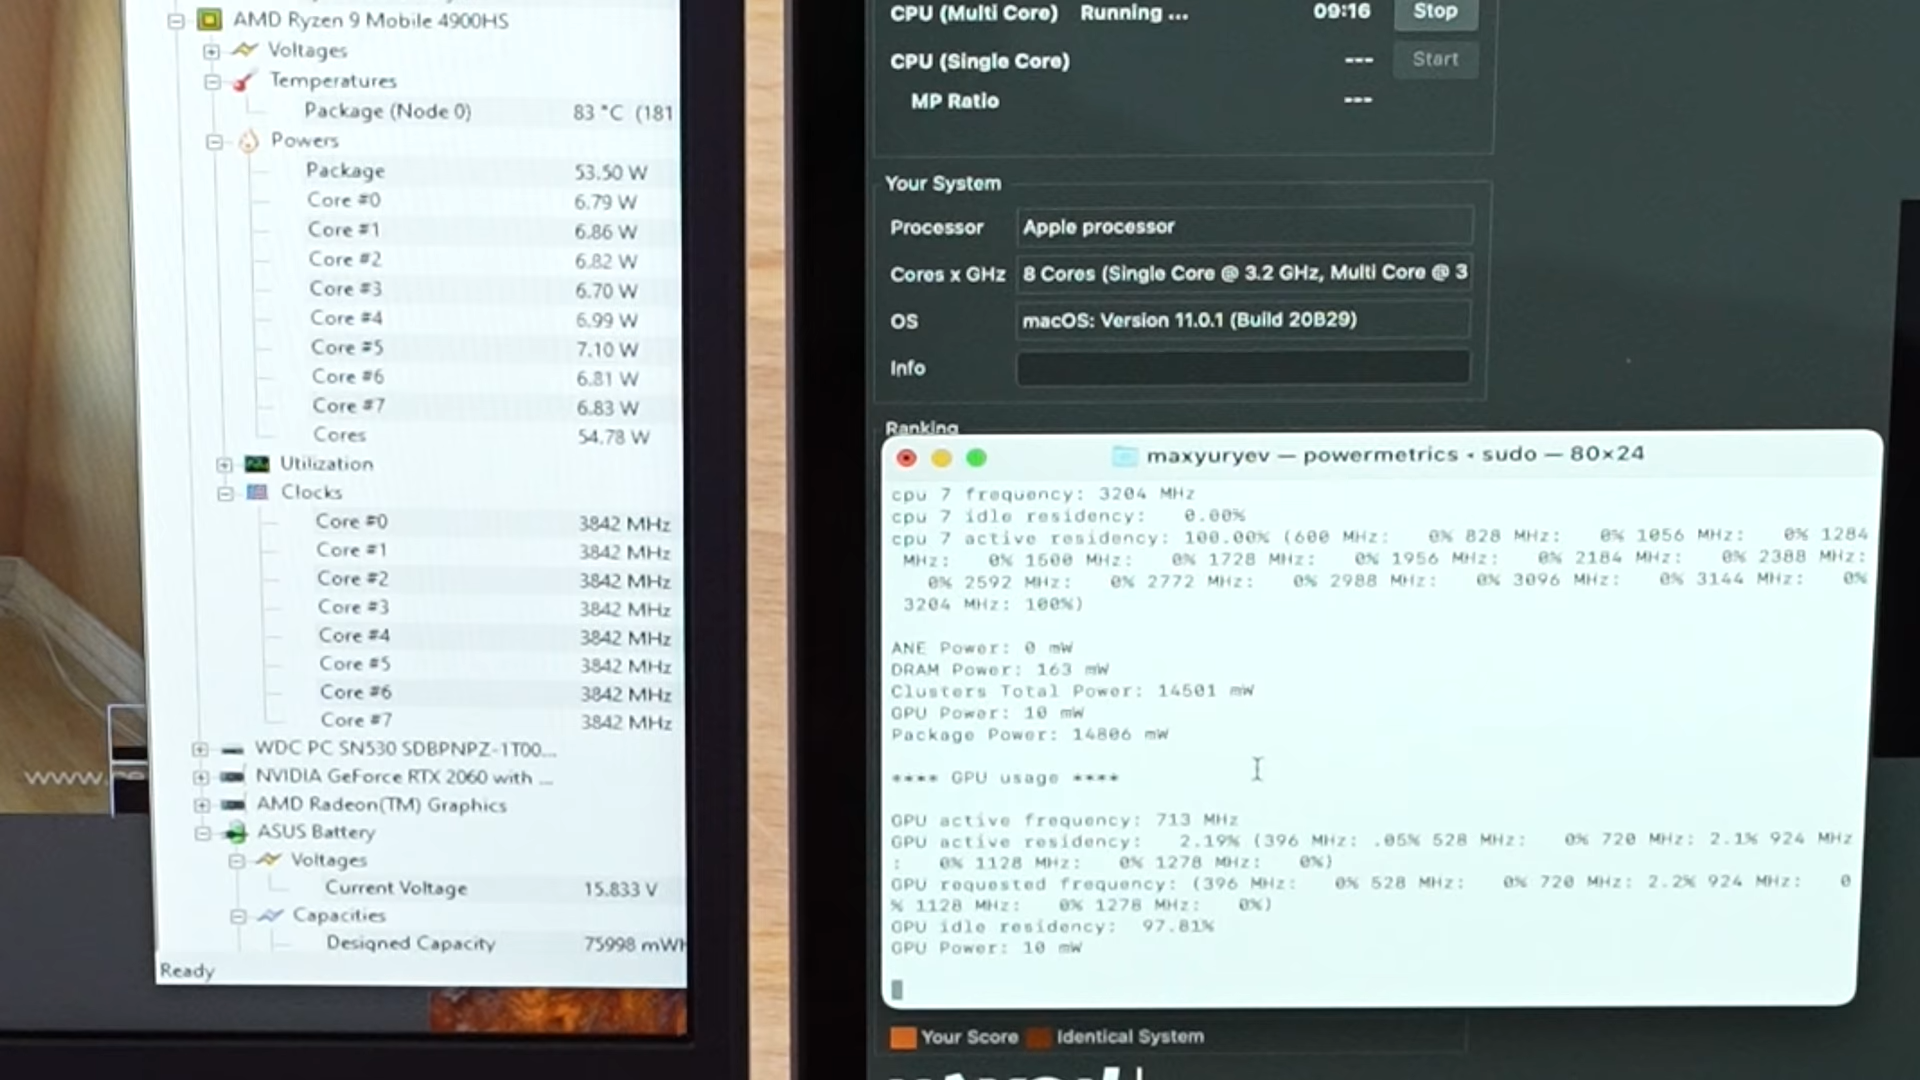 AMD Ryzen 9 Mobile 4900HS
Voltages
Temperatures
Package (Node 0) 83 °C (181
Powers
Package 53.50 W
Core #0 6.79 W
Core #1 6.86 W
Core #2 6.82 W
Core #3 6.70 W
Core #4 6.99 W
Core #5 7.10 W
Core #6 6.81 W
Core #7 6.83 W
Cores 54.78 W
Utilization
Clocks
Core #0 3842 MHz
Core #1 3842 MHz
Core #2 3842 MHz
Core #3 3842 MHz
Core #4 3842 MHz
Core #5 3842 MHz
Core #6 3842 MHz
Core #7 3842 MHz
WDC PC SN530 SDBPNPZ-1T00...
NVIDIA GeForce RTX 2060 with ...
AMD Radeon(TM) Graphics
ASUS Battery
Voltages
Current Voltage 15.833 V
Capacities
Designed Capacity 75998 mWh
Ready
www.
CPU (Multi Core) Running ... 09:16 Stop
CPU (Single Core) --- Start
MP Ratio ---
Your System
Processor Apple processor
Cores x GHz 8 Cores (Single Core @ 3.2 GHz, Multi Core @ 3
OS macOS: Version 11.0.1 (Build 20B29)
Info
Ranking
maxyuryev — powermetrics • sudo — 80×24
cpu 7 frequency: 3204 MHz
cpu 7 idle residency: 0.00%
cpu 7 active residency: 100.00% (600 MHz: 0% 828 MHz: 0% 1056 MHz: 0% 1284
MHz: 0% 1500 MHz: 0% 1728 MHz: 0% 1956 MHz: 0% 2184 MHz: 0% 2388 MHz:
0% 2592 MHz: 0% 2772 MHz: 0% 2988 MHz: 0% 3096 MHz: 0% 3144 MHz: 0%
3204 MHz: 100%)
ANE Power: 0 mW
DRAM Power: 163 mW
Clusters Total Power: 14501 mW
GPU Power: 10 mW
Package Power: 14806 mW
**** GPU usage ****
GPU active frequency: 713 MHz
GPU active residency: 2.19% (396 MHz: .05% 528 MHz: 0% 720 MHz: 2.1% 924 MHz
: 0% 1128 MHz: 0% 1278 MHz: 0%)
GPU requested frequency: (396 MHz: 0% 528 MHz: 0% 720 MHz: 2.2% 924 MHz: 0
% 1128 MHz: 0% 1278 MHz: 0%)
GPU idle residency: 97.81%
GPU Power: 10 mW
Your Score Identical System